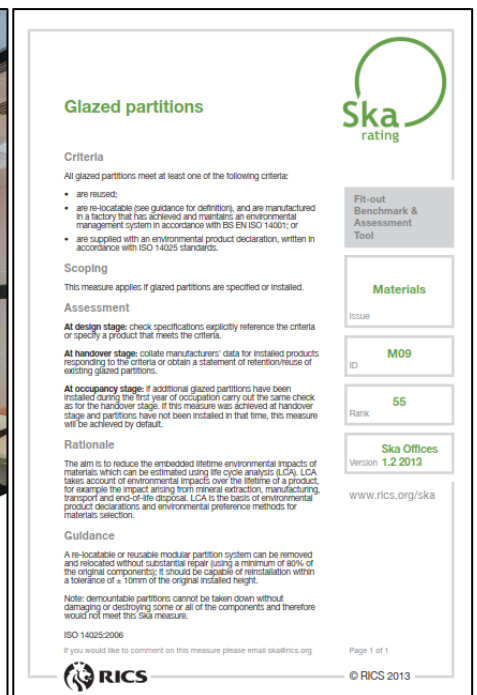 Glazed partitions
Ska
rating
Criteria
All glazed partitions meet at least one of the following criteria:
• are reused;
• are re-locatable (see guidance for definition), and are manufactured
in a factory that has achieved and maintains an environmental
management system in accordance with BS EN ISO 14001; or
• are supplied with an environmental product declaration, written in
accordance with ISO 14025 standards.
Scoping
This measure applies if glazed partitions are specified or installed.
Assessment
At design stage: check specifications explicitly reference the criteria
or specify a product that meets the criteria.
At handover stage: collate manufacturers' data for installed products
responding to the criteria or obtain a statement of retention/reuse of
existing glazed partitions.
At occupancy stage: if additional glazed partitions have been
installed during the first year of occupation carry out the same check
as for the handover stage. If this measure was achieved at handover
stage and partitions have not been installed in that time, this measure
will be achieved by default.
Rationale
The aim is to reduce the embedded lifetime environmental impacts of
materials which can be estimated using life cycle analysis (LCA). LCA
takes account of environmental impacts over the lifetime of a product,
for example the impact arising from mineral extraction, manufacturing,
transport and end-of-life disposal. LCA is the basis of environmental
product declarations and environmental preference methods for
materials selection.
Guidance
A re-locatable or reusable modular partition system can be removed
and relocated without substantial repair (using a minimum of 80% of
the original components); it should be capable of reinstallation within
a tolerance of ± 10mm of the original installed height.
Note: demountable partitions cannot be taken down without
damaging or destroying some or all of the components and therefore
would not meet this Ska measure.
ISO 14025:2006
If you would like to comment on this measure please email ska@rics.org
Fit-out
Benchmark &
Assessment
Tool
Materials
Issue
M09
ID
55
Rank
Ska Offices
Version 1.2 2013
www.rics.org/ska
Page 1 of 1
RICS
© RICS 2013